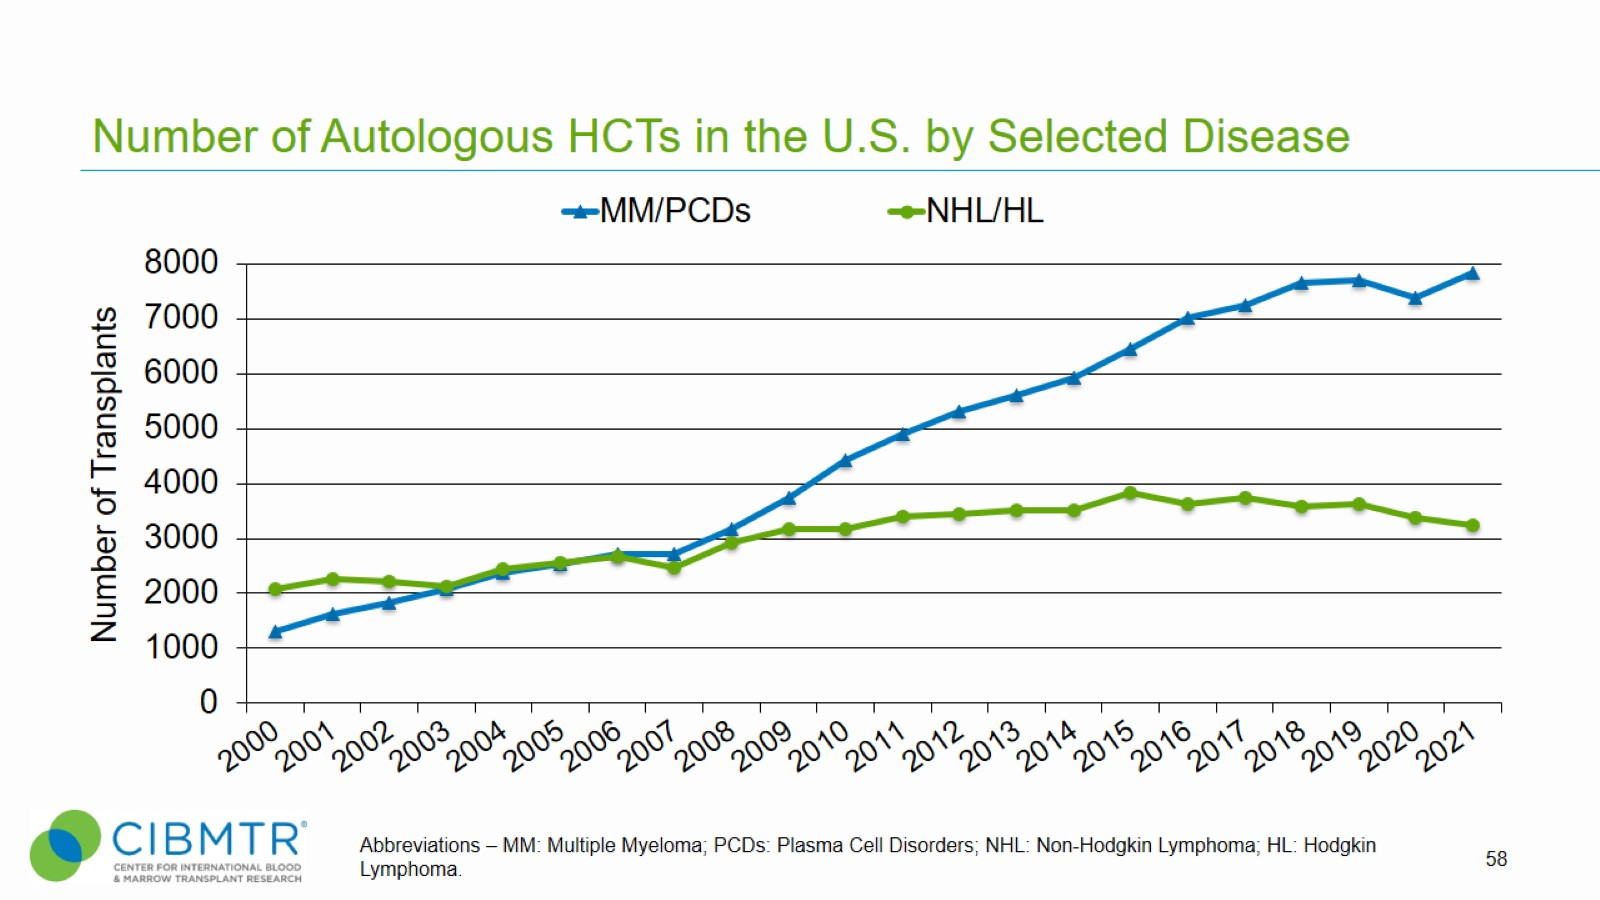 Number of Autologous HCTs in the U.S. by Selected Disease
MM/PCDs
NHL/HL
Number of Transplants
8000
7000
6000
5000
4000
3000
2000
1000
0
2000 2001 2002 2003 2004 2005 2006 2007 2008 2009 2010 2011 2012 2013 2014 2015 2016 2017 2018 2019 2020 2021
CIBMTR®
CENTER FOR INTERNATIONAL BLOOD
& MARROW TRANSPLANT RESEARCH
Abbreviations – MM: Multiple Myeloma; PCDs: Plasma Cell Disorders; NHL: Non-Hodgkin Lymphoma; HL: Hodgkin
Lymphoma.
58